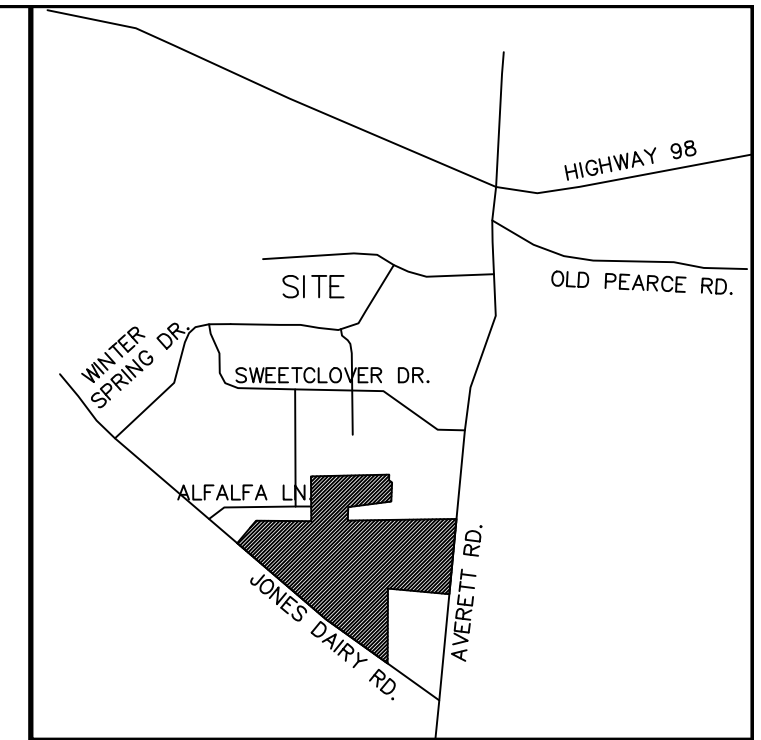 HIGHWAY 98
OLD PEARCE RD.
SITE
WINTER
SPRING DR.
SWEETCLOVER DR.
ALFALFA LN.
AVERETT RD.
JONES DAIRY RD.